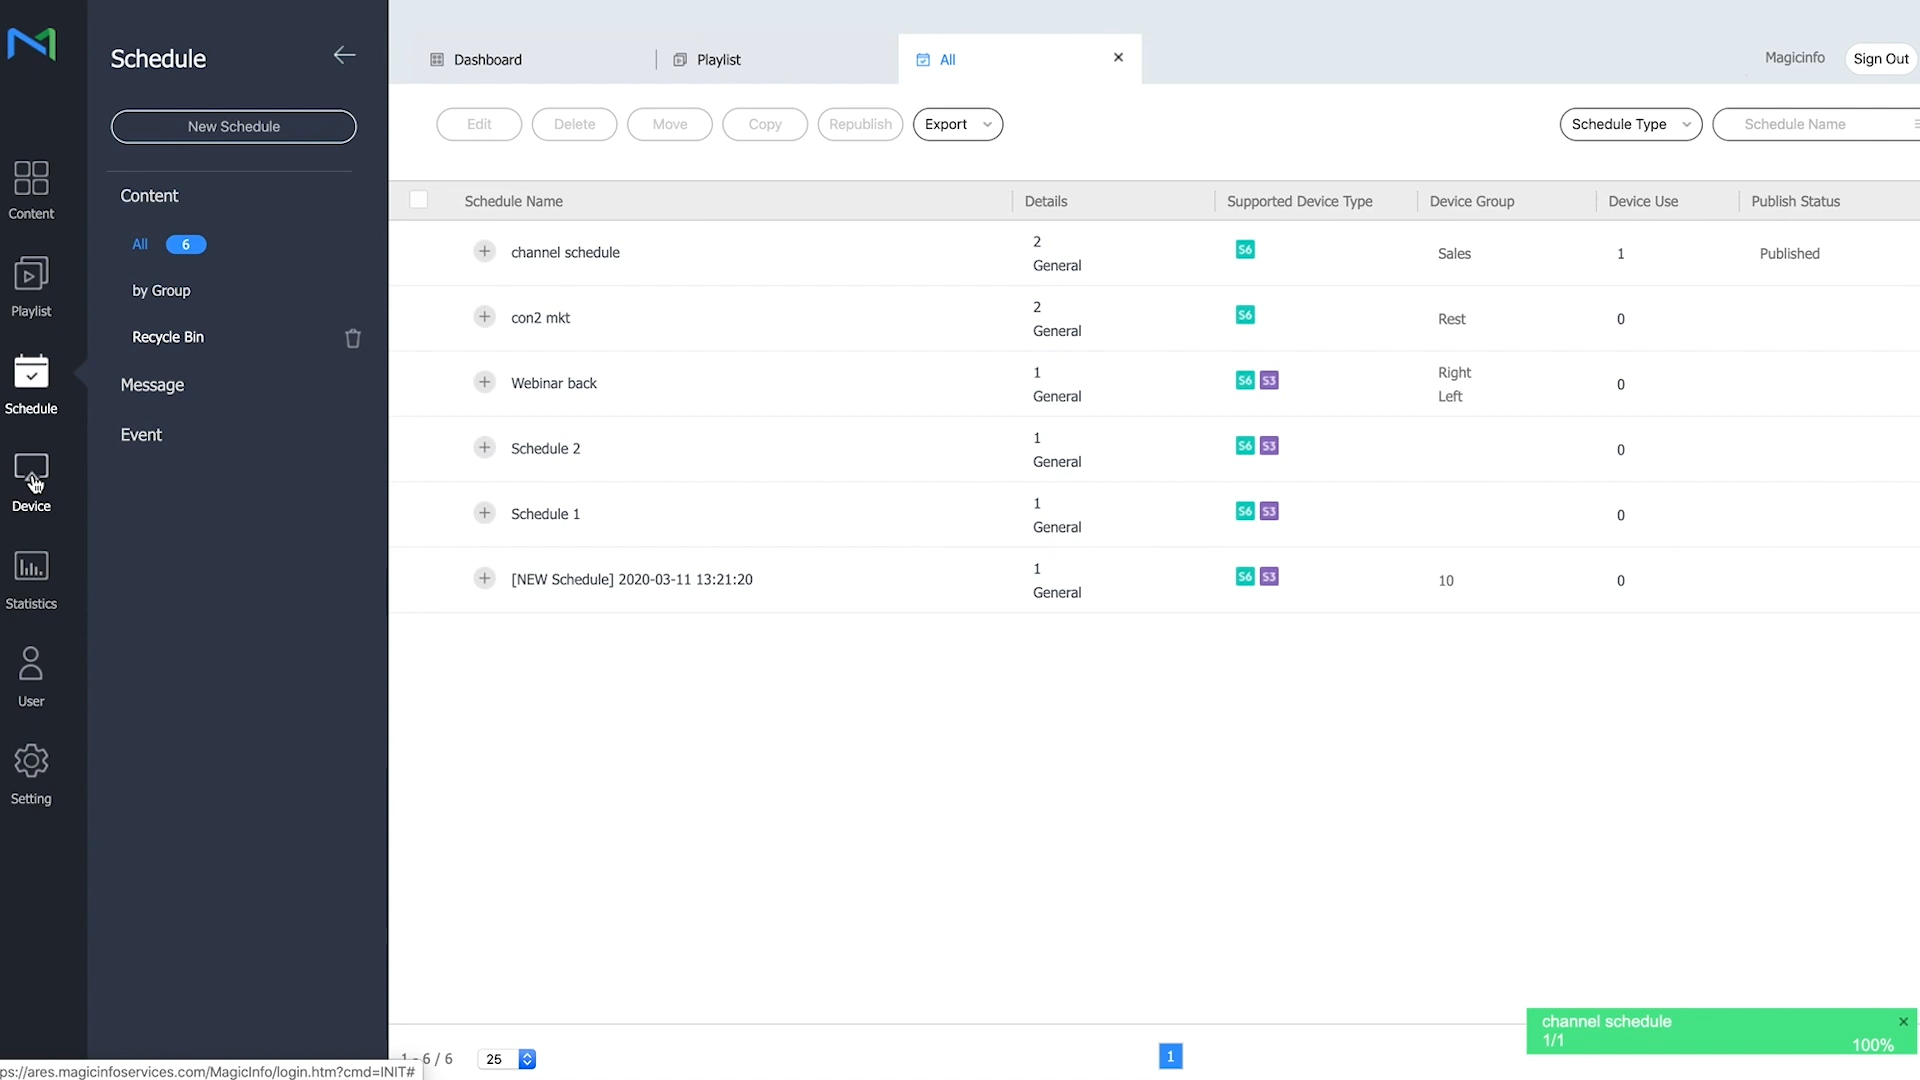 Schedule
New Schedule
Content
All 6
by Group
Recycle Bin
Message
Event
Content
Playlist
Schedule
Device
Statistics
User
Setting
Dashboard
Playlist
All
Magicinfo
Sign Out
Edit
Delete
Move
Copy
Republish
Export
Schedule Type
Schedule Name
Schedule Name Details Supported Device Type Device Group Device Use Publish Status
channel schedule 2 General S6 Sales 1 Published
con2 mkt 2 General S6 Rest 0
Webinar back 1 General S6 S3 Right Left 0
Schedule 2 1 General S6 S3 0
Schedule 1 1 General S6 S3 0
[NEW Schedule] 2020-03-11 13:21:20 1 General S6 S3 10 0
1 - 6 / 6
25
1
channel schedule
1/1
100%
ps://ares.magicinfoservices.com/MagicInfo/login.htm?cmd=INIT#